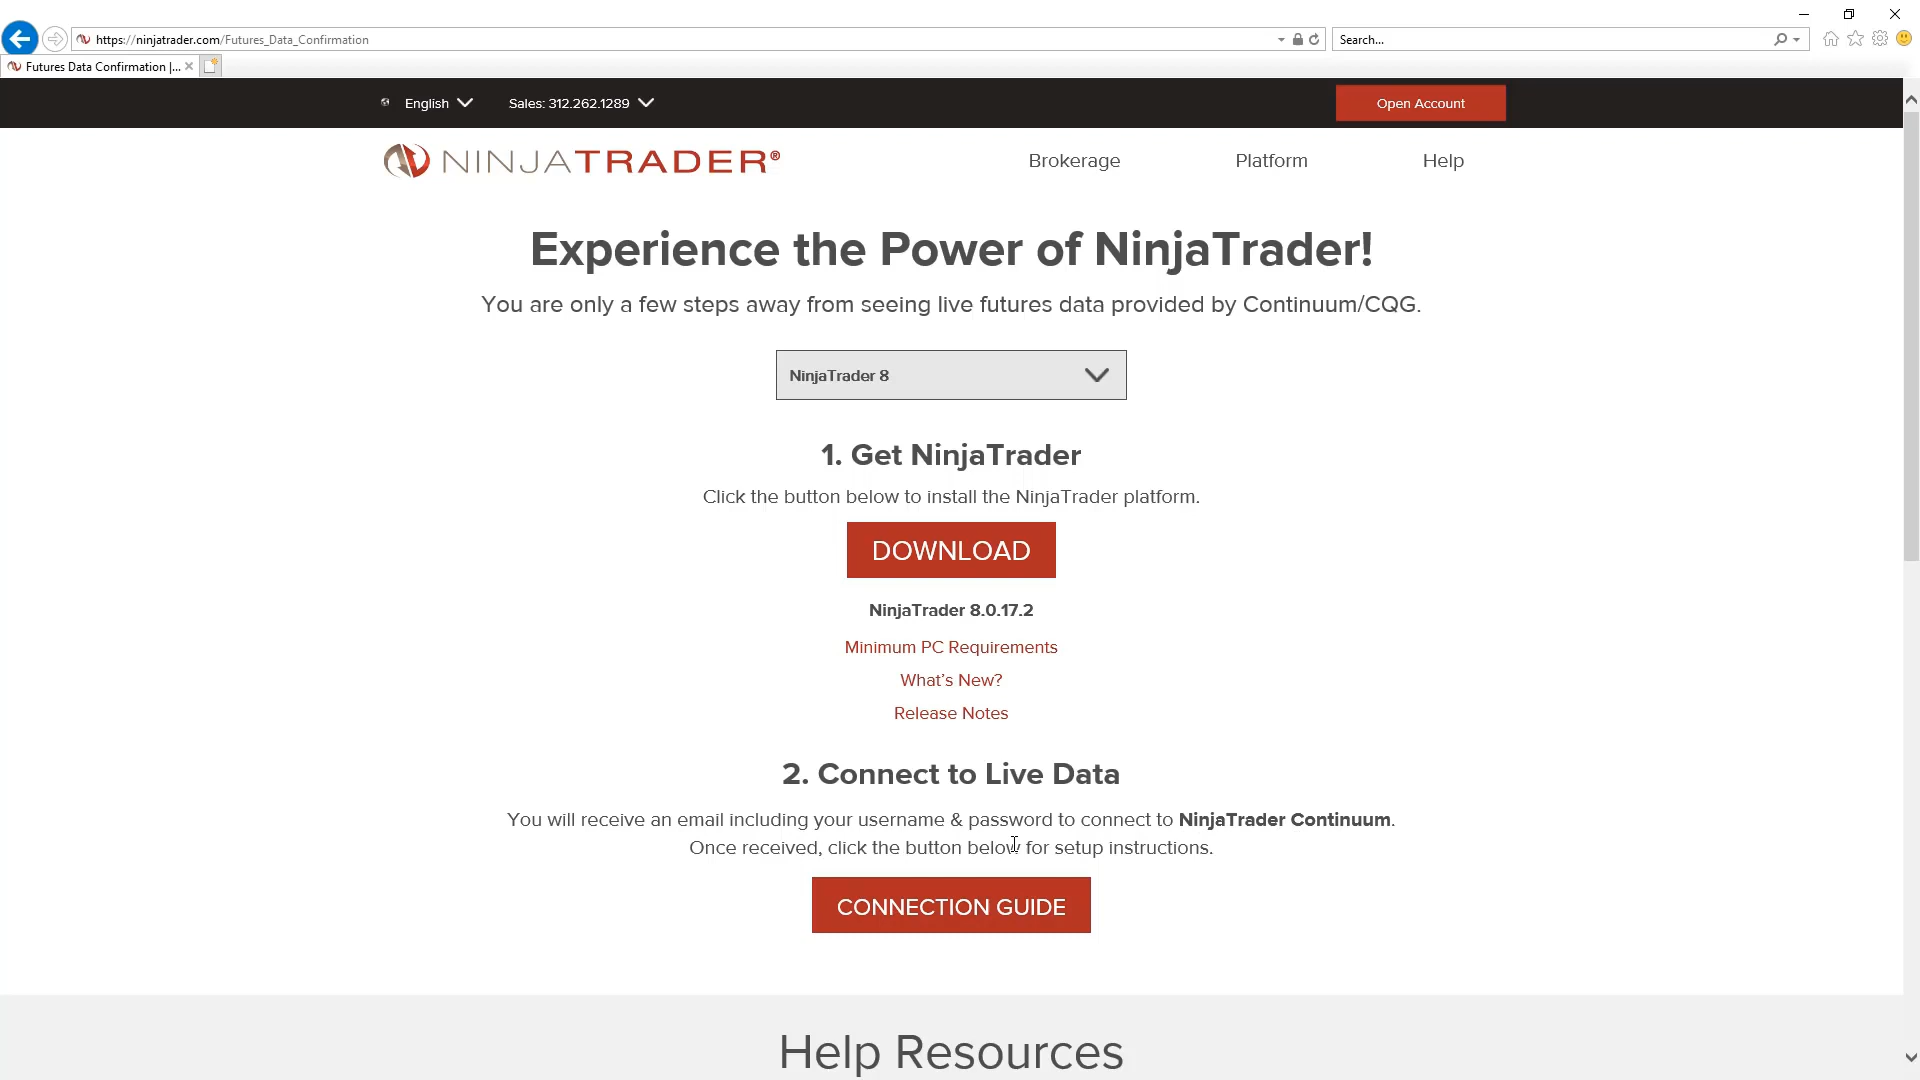 https://ninjatrader.com/Futures_Data_Confirmation
Search...
Futures Data Confirmation |...
English
Sales: 312.262.1289
Open Account
NINJATRADER®
Brokerage
Platform
Help
Experience the Power of NinjaTrader!
You are only a few steps away from seeing live futures data provided by Continuum/CQG.
NinjaTrader 8
1. Get NinjaTrader
Click the button below to install the NinjaTrader platform.
DOWNLOAD
NinjaTrader 8.0.17.2
Minimum PC Requirements
What's New?
Release Notes
2. Connect to Live Data
You will receive an email including your username & password to connect to NinjaTrader Continuum.
Once received, click the button below for setup instructions.
CONNECTION GUIDE
Help Resources